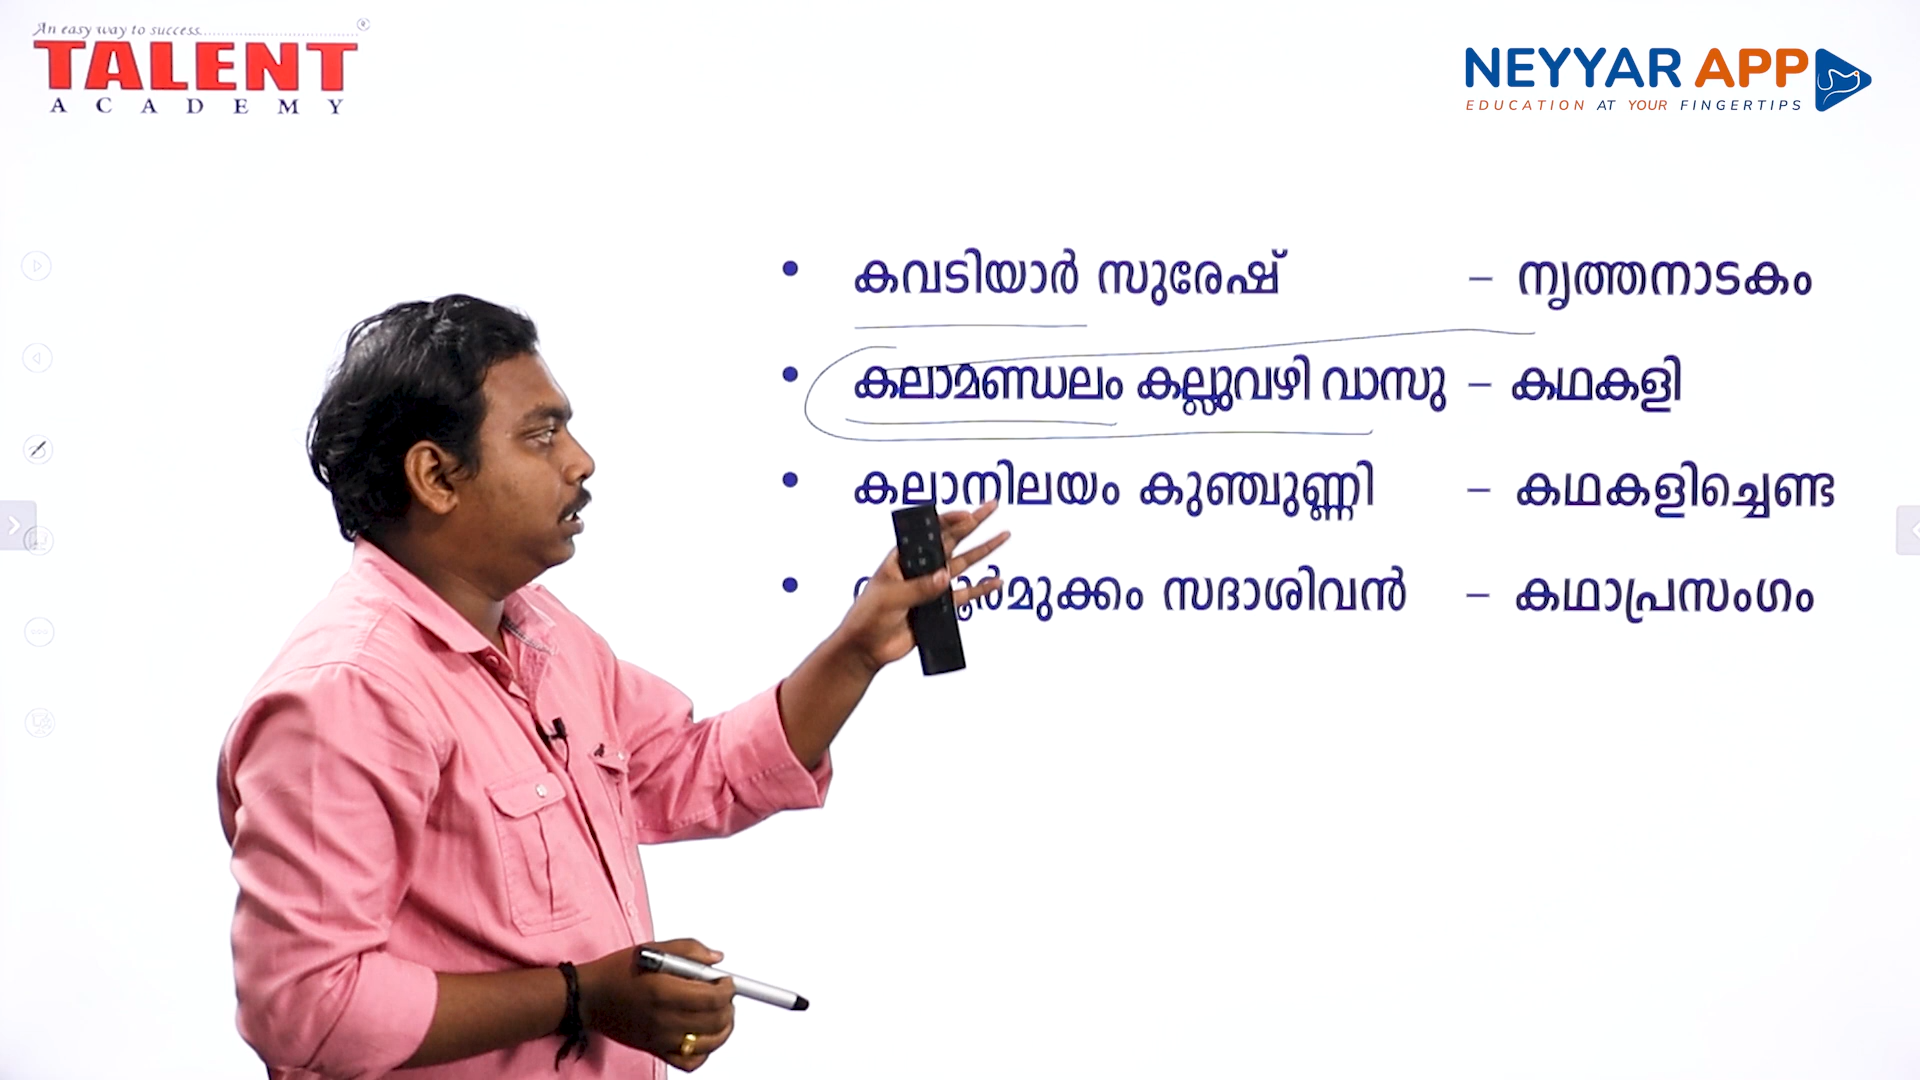 An easy way to success...
TALENT
ACADEMY
NEYYAR APP
EDUCATION AT YOUR FINGERTIPS
• കവടിയാർ സുരേഷ് – നൃത്തനാടകം
• കലാമണ്ഡലം കല്ലുവഴി വാസു – കഥകളി
• കലാനിലയം കുഞ്ചുണ്ണി – കഥകളിച്ചെണ്ട
• സദാശിവൻ – കഥാപ്രസംഗം